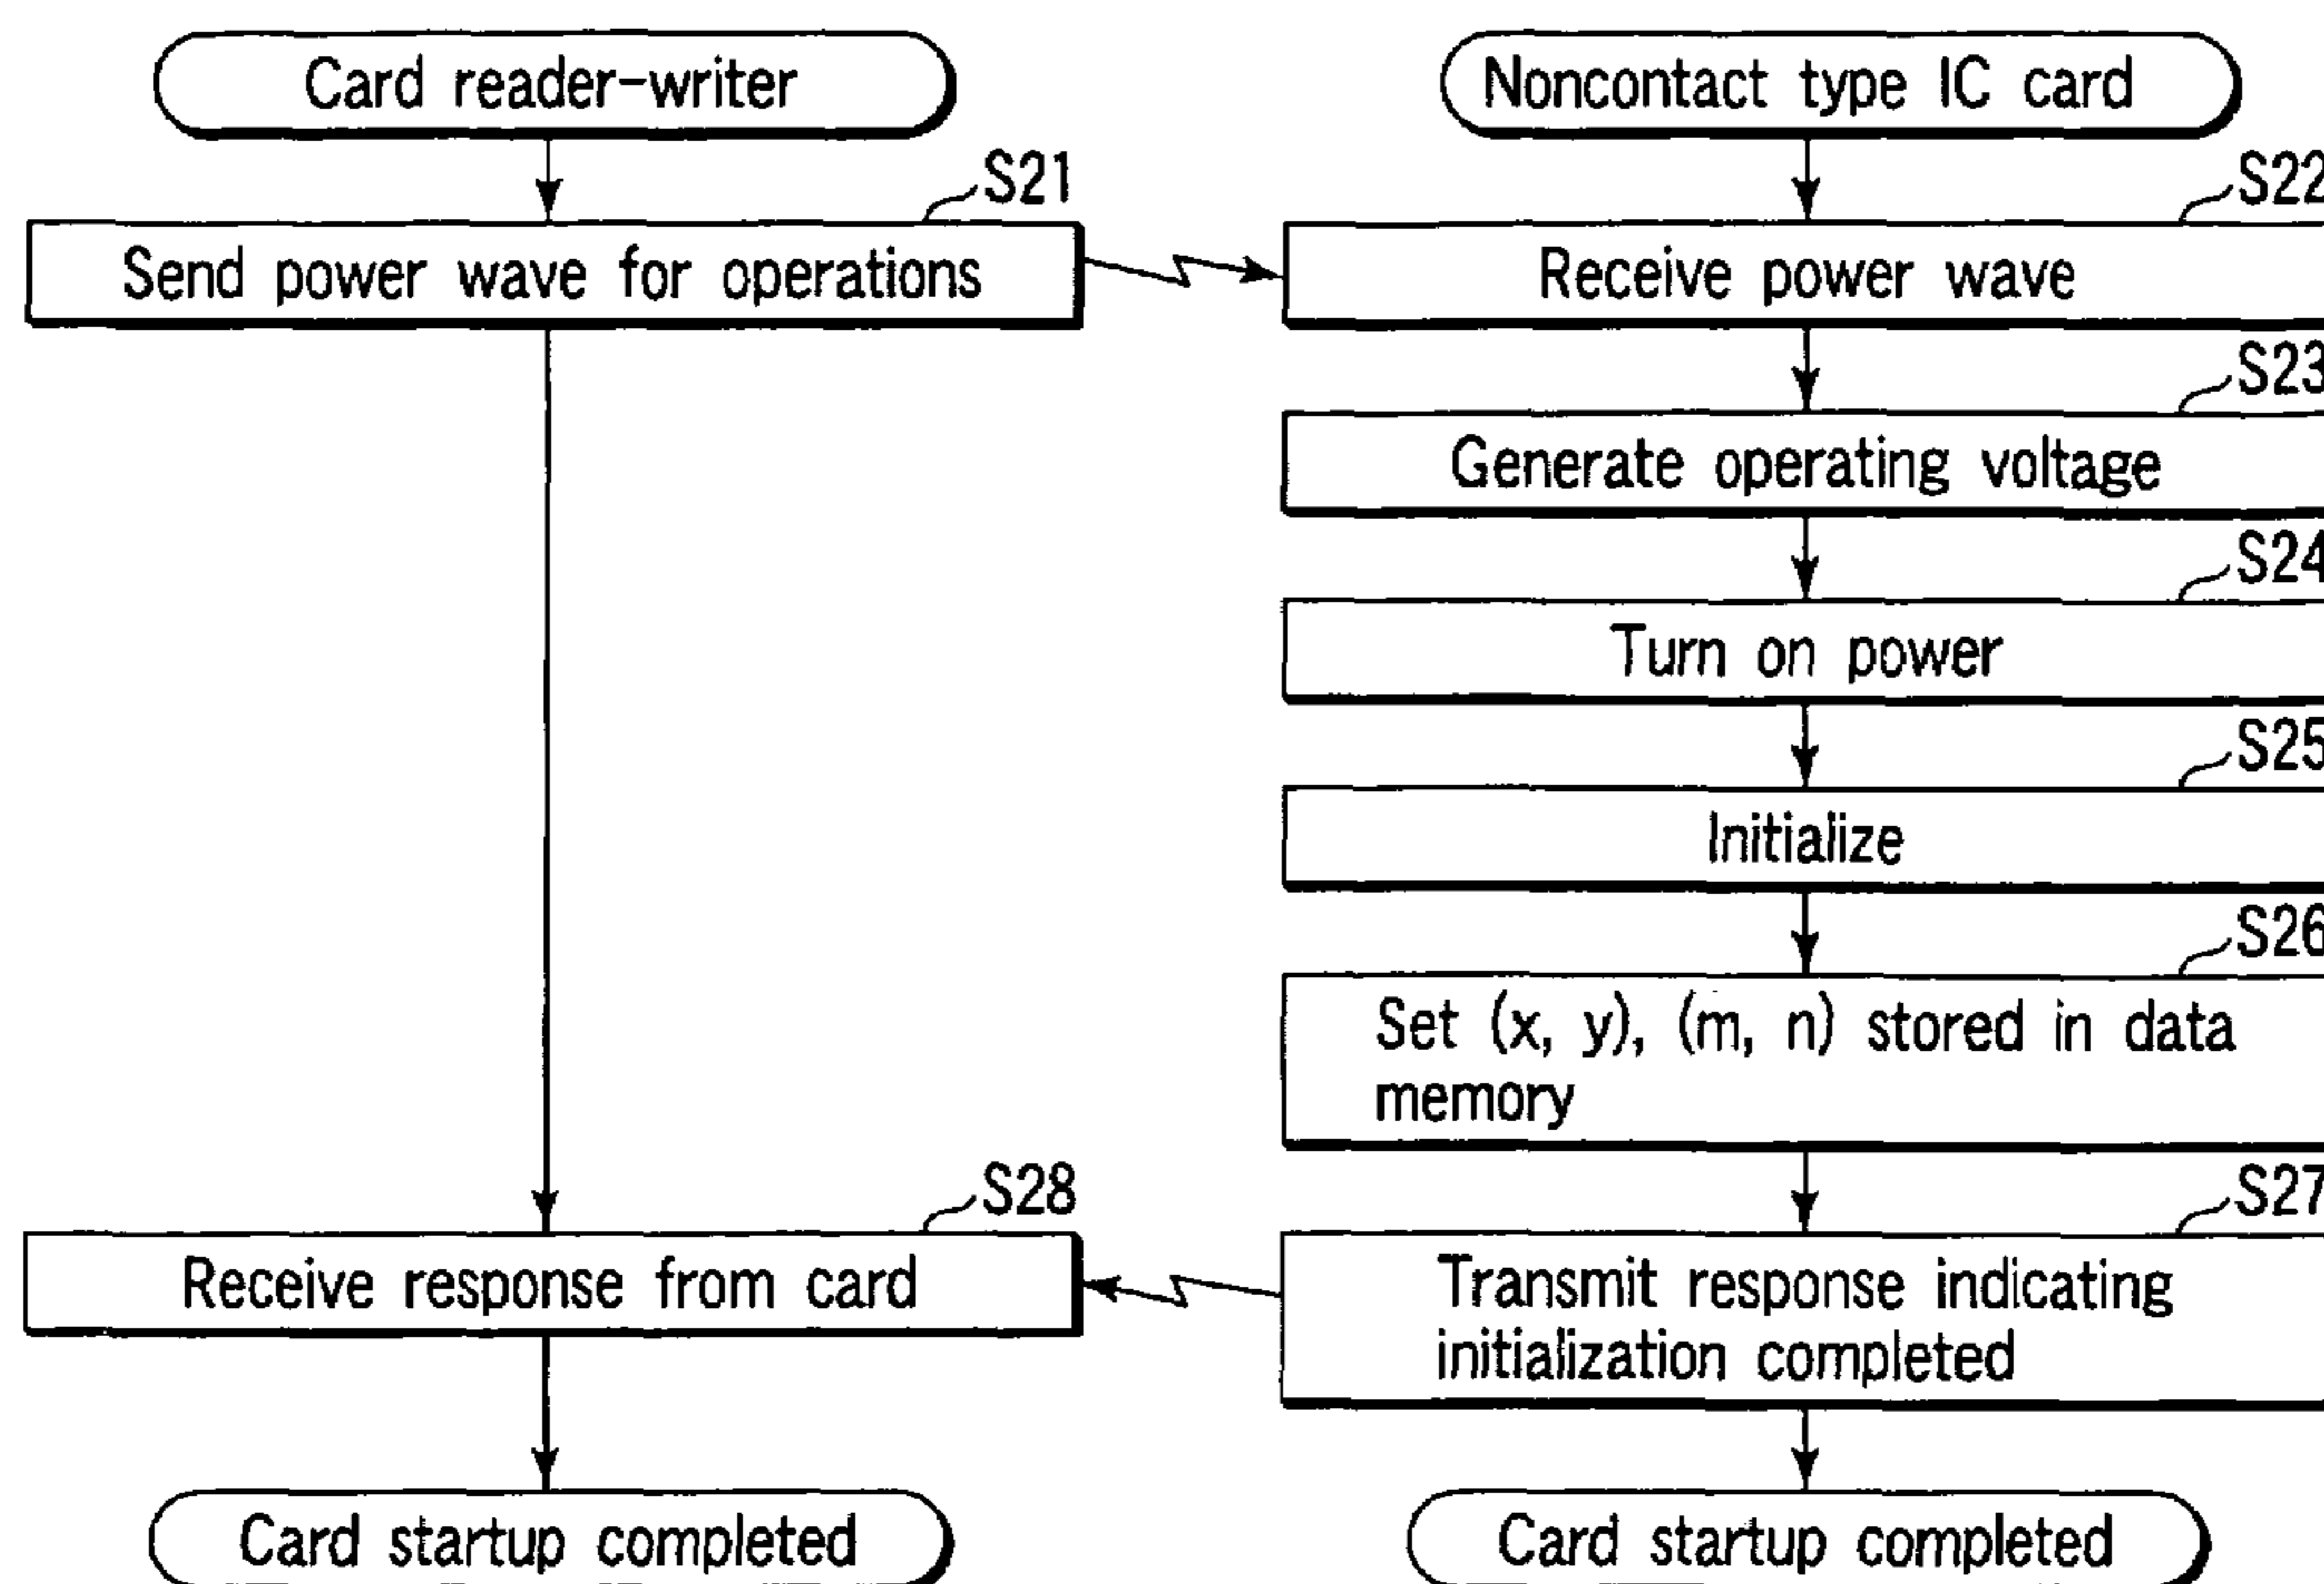 Card reader-writer
Noncontact type IC card
S21
S22
Send power wave for operations
Receive power wave
S23
Generate operating voltage
S24
Turn on power
S25
Initialize
S26
Set (x, y), (m, n) stored in data
memory
S28
S27
Receive response from card
Transmit response indicating
initialization completed
Card startup completed
Card startup completed